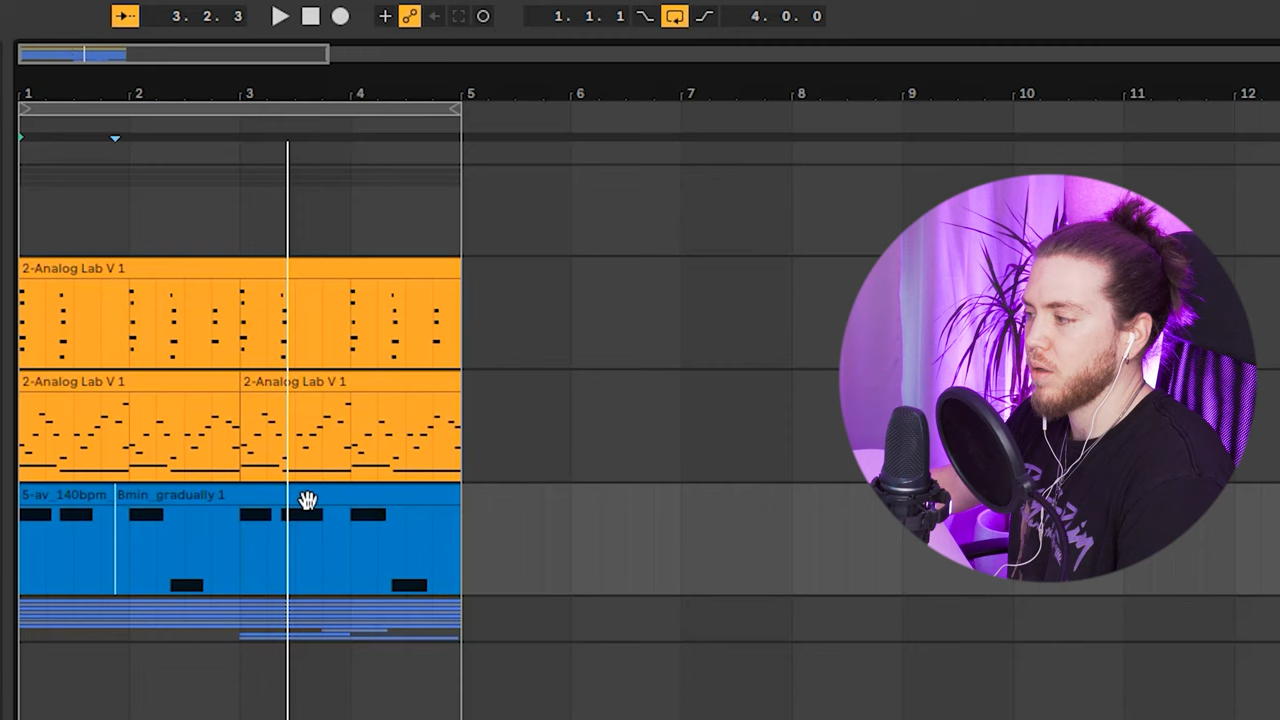 3. 2. 3
1. 1. 1
4. 0. 0
1 2 3 4 5 6 7 8 9 10 11 12
2-Analog Lab V 1
2-Analog Lab V 1 2-Analog Lab V 1
5-av_140bpm Bmin_gradually 1